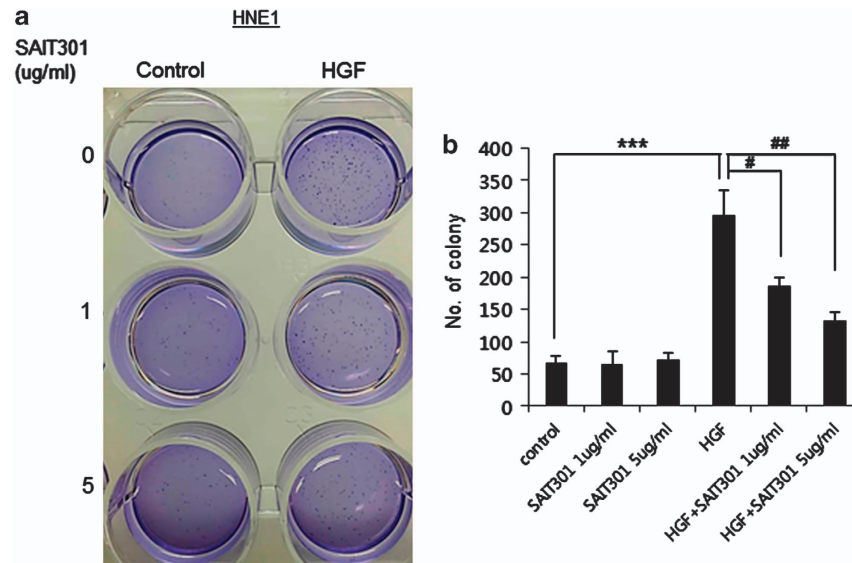 a
HNE1
SAIT301
(ug/ml)
Control HGF
0
1
5
b
400
350
300
250
200
150
100
50
0
No. of colony
***
#
##
control
SAIT301 1ug/ml
SAIT301 5ug/ml
HGF
HGF+SAIT301 1ug/ml
HGF+SAIT301 5ug/ml